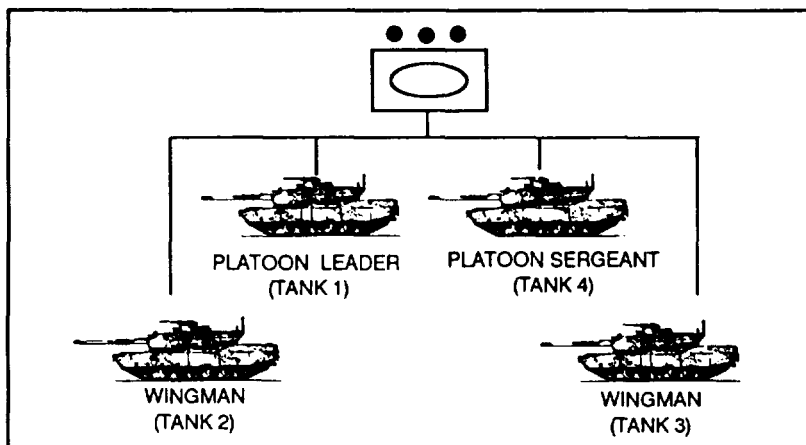 PLATOON LEADER
(TANK 1)
PLATOON SERGEANT
(TANK 4)
WINGMAN
(TANK 2)
WINGMAN
(TANK 3)